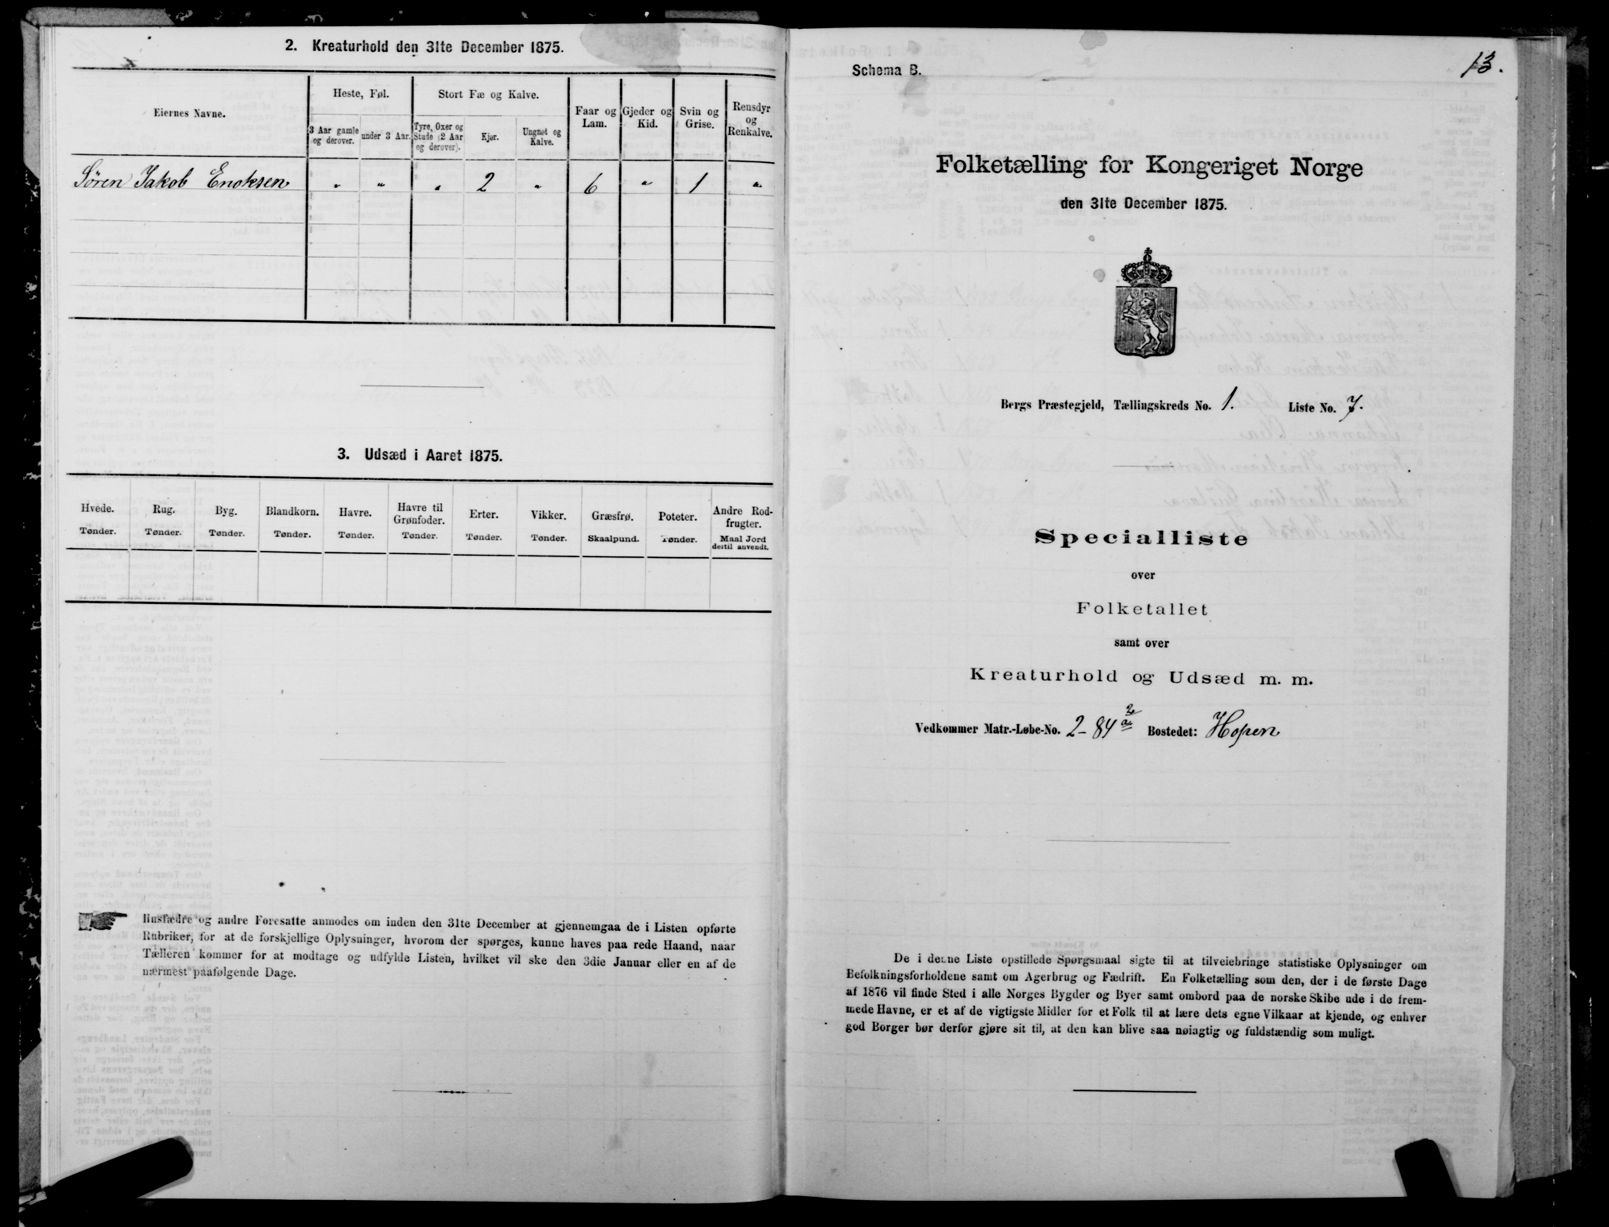 2. Kreaturhold den 31te December 1875.
Eiernes Navne.
Heste, Føl.
Stort Fæ og Kalve.
Faar og Lam.
Gjeder og Kid.
Svin og Grise.
Rensdyr og Renkalve.
3 Aar gamle og derover.
under 3 Aar.
Tyre, Oxer og Stude (2 Aar og derover).
Kjør.
Ungnøt og Kalve.
Søren Jakob Enoksen " " " 2 " 6 " 1 "
3. Udsæd i Aaret 1875.
Hvede. Rug. Byg. Blandkorn. Havre. Havre til Grønfoder. Erter. Vikker. Græsfrø. Poteter. Andre Rodfrugter.
Tønder. Tønder. Tønder. Tønder. Tønder. Tønder. Tønder. Tønder. Skaalpund. Tønder. Maal Jord dertil anvendt.
Husfædre og andre Foresatte anmodes om inden den 31te December at gjennemgaa de i Listen opførte
Rubriker, for at de forskjellige Oplysninger, hvorom der spørges, kunne haves paa rede Haand, naar
Tælleren kommer for at modtage og udfylde Listen, hvilket vil ske den 3die Januar eller en af de
nærmest paafølgende Dage.
Schema B.
13.
Folketælling for Kongeriget Norge
den 31te December 1875.
Bergs Præstegjeld, Tællingskreds No. 1. Liste No. 7.
Specialliste
over
Folketallet
samt over
Kreaturhold og Udsæd m. m.
Vedkommer Matr.-Løbe-No. 2-84 Bostedet: Hopen
De i denne Liste opstillede Spørgsmaal sigte til at tilveiebringe statistiske Oplysninger om
Befolkningsforholdene samt om Agerbrug og Fædrift. En Folketælling som den, der i de første Dage
af 1876 vil finde Sted i alle Norges Bygder og Byer samt ombord paa de norske Skibe ude i de frem-
mede Havne, er et af de vigtigste Midler for et Folk til at lære dets egne Vilkaar at kjende, og enhver
god Borger bør derfor gjøre sit til, at den kan blive saa nøiagtig og fuldstændig som muligt.